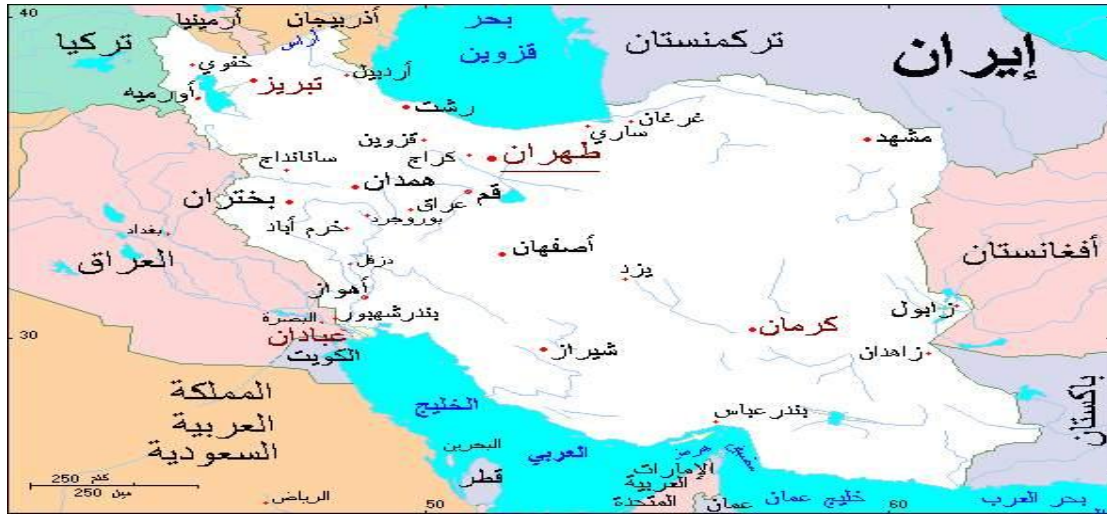 40
أرمينيا
أذربيجان
بحر
قزوين
تركمنستان
إيران
تركيا
أراس
خفوي
تبريز
أردبيل
أورميه
رشت
غرغان
ساري
مشهد
قزوين
كراج
طهران
سانانداج
همدان
قم
بختران
عراق
بوروجرد
خرم أباد
بغداد
العراق
أصفهان
أفغانستان
دزفل
يزد
أهواز
زابول
بندرشهبور
البصرة
عبادان
30
كرمان
الكويت
شيراز
زاهدان
باكستان
المملكة
العربية
السعودية
الخليج
العربي
بندرعباس
البحرين
مضيق
هرمز
قطر
الإمارات
العربية
المتحدة
عمان
خليج عمان
بحر العرب
250 كلم
250 ميل
الرياض
50
60